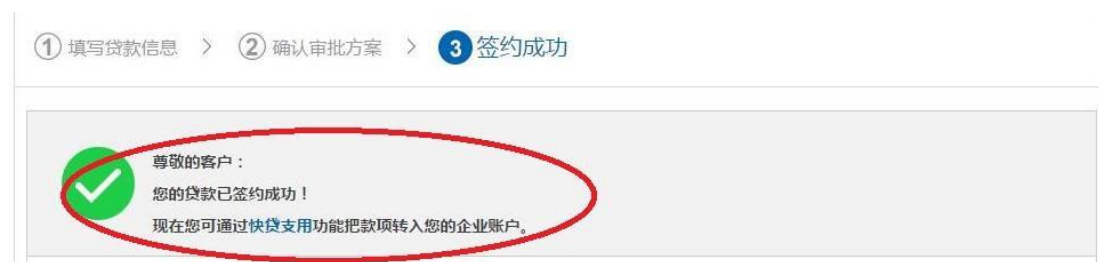 ① 填写贷款信息 > ② 确认审批方案 > ③ 签约成功
尊敬的客户：
您的贷款已签约成功！
现在您可通过快贷支用功能把款项转入您的企业账户。